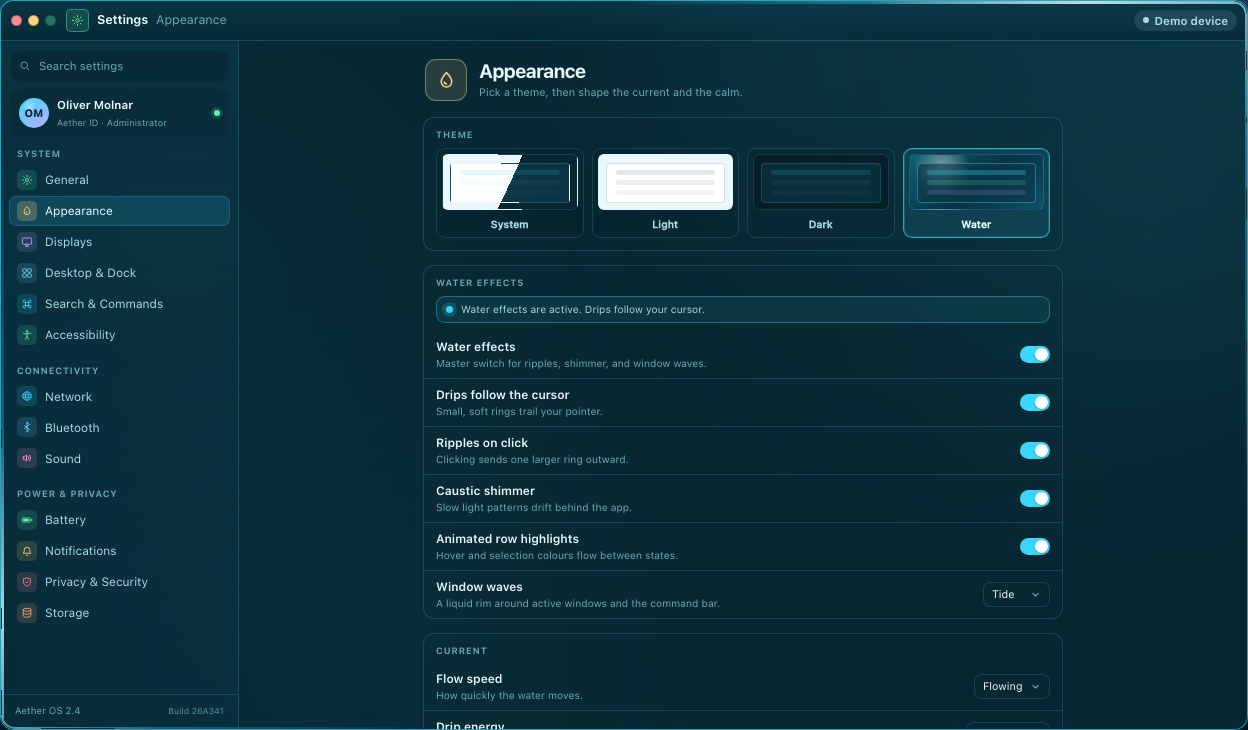 Settings Appearance
Demo device
Search settings
OM
Oliver Molnar
Aether ID · Administrator
SYSTEM
General
Appearance
Displays
Desktop & Dock
Search & Commands
Accessibility
CONNECTIVITY
Network
Bluetooth
Sound
POWER & PRIVACY
Battery
Notifications
Privacy & Security
Storage
Aether OS 2.4
Build 26A341
Appearance
Pick a theme, then shape the current and the calm.
THEME
System
Light
Dark
Water
WATER EFFECTS
Water effects are active. Drips follow your cursor.
Water effects
Master switch for ripples, shimmer, and window waves.
Drips follow the cursor
Small, soft rings trail your pointer.
Ripples on click
Clicking sends one larger ring outward.
Caustic shimmer
Slow light patterns drift behind the app.
Animated row highlights
Hover and selection colours flow between states.
Window waves
A liquid rim around active windows and the command bar.
Tide
CURRENT
Flow speed
How quickly the water moves.
Flowing
Drip energy